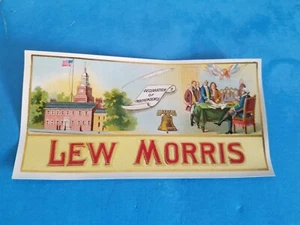 DECLARATION
OF
INDEPENDENCE
LEW MORRIS